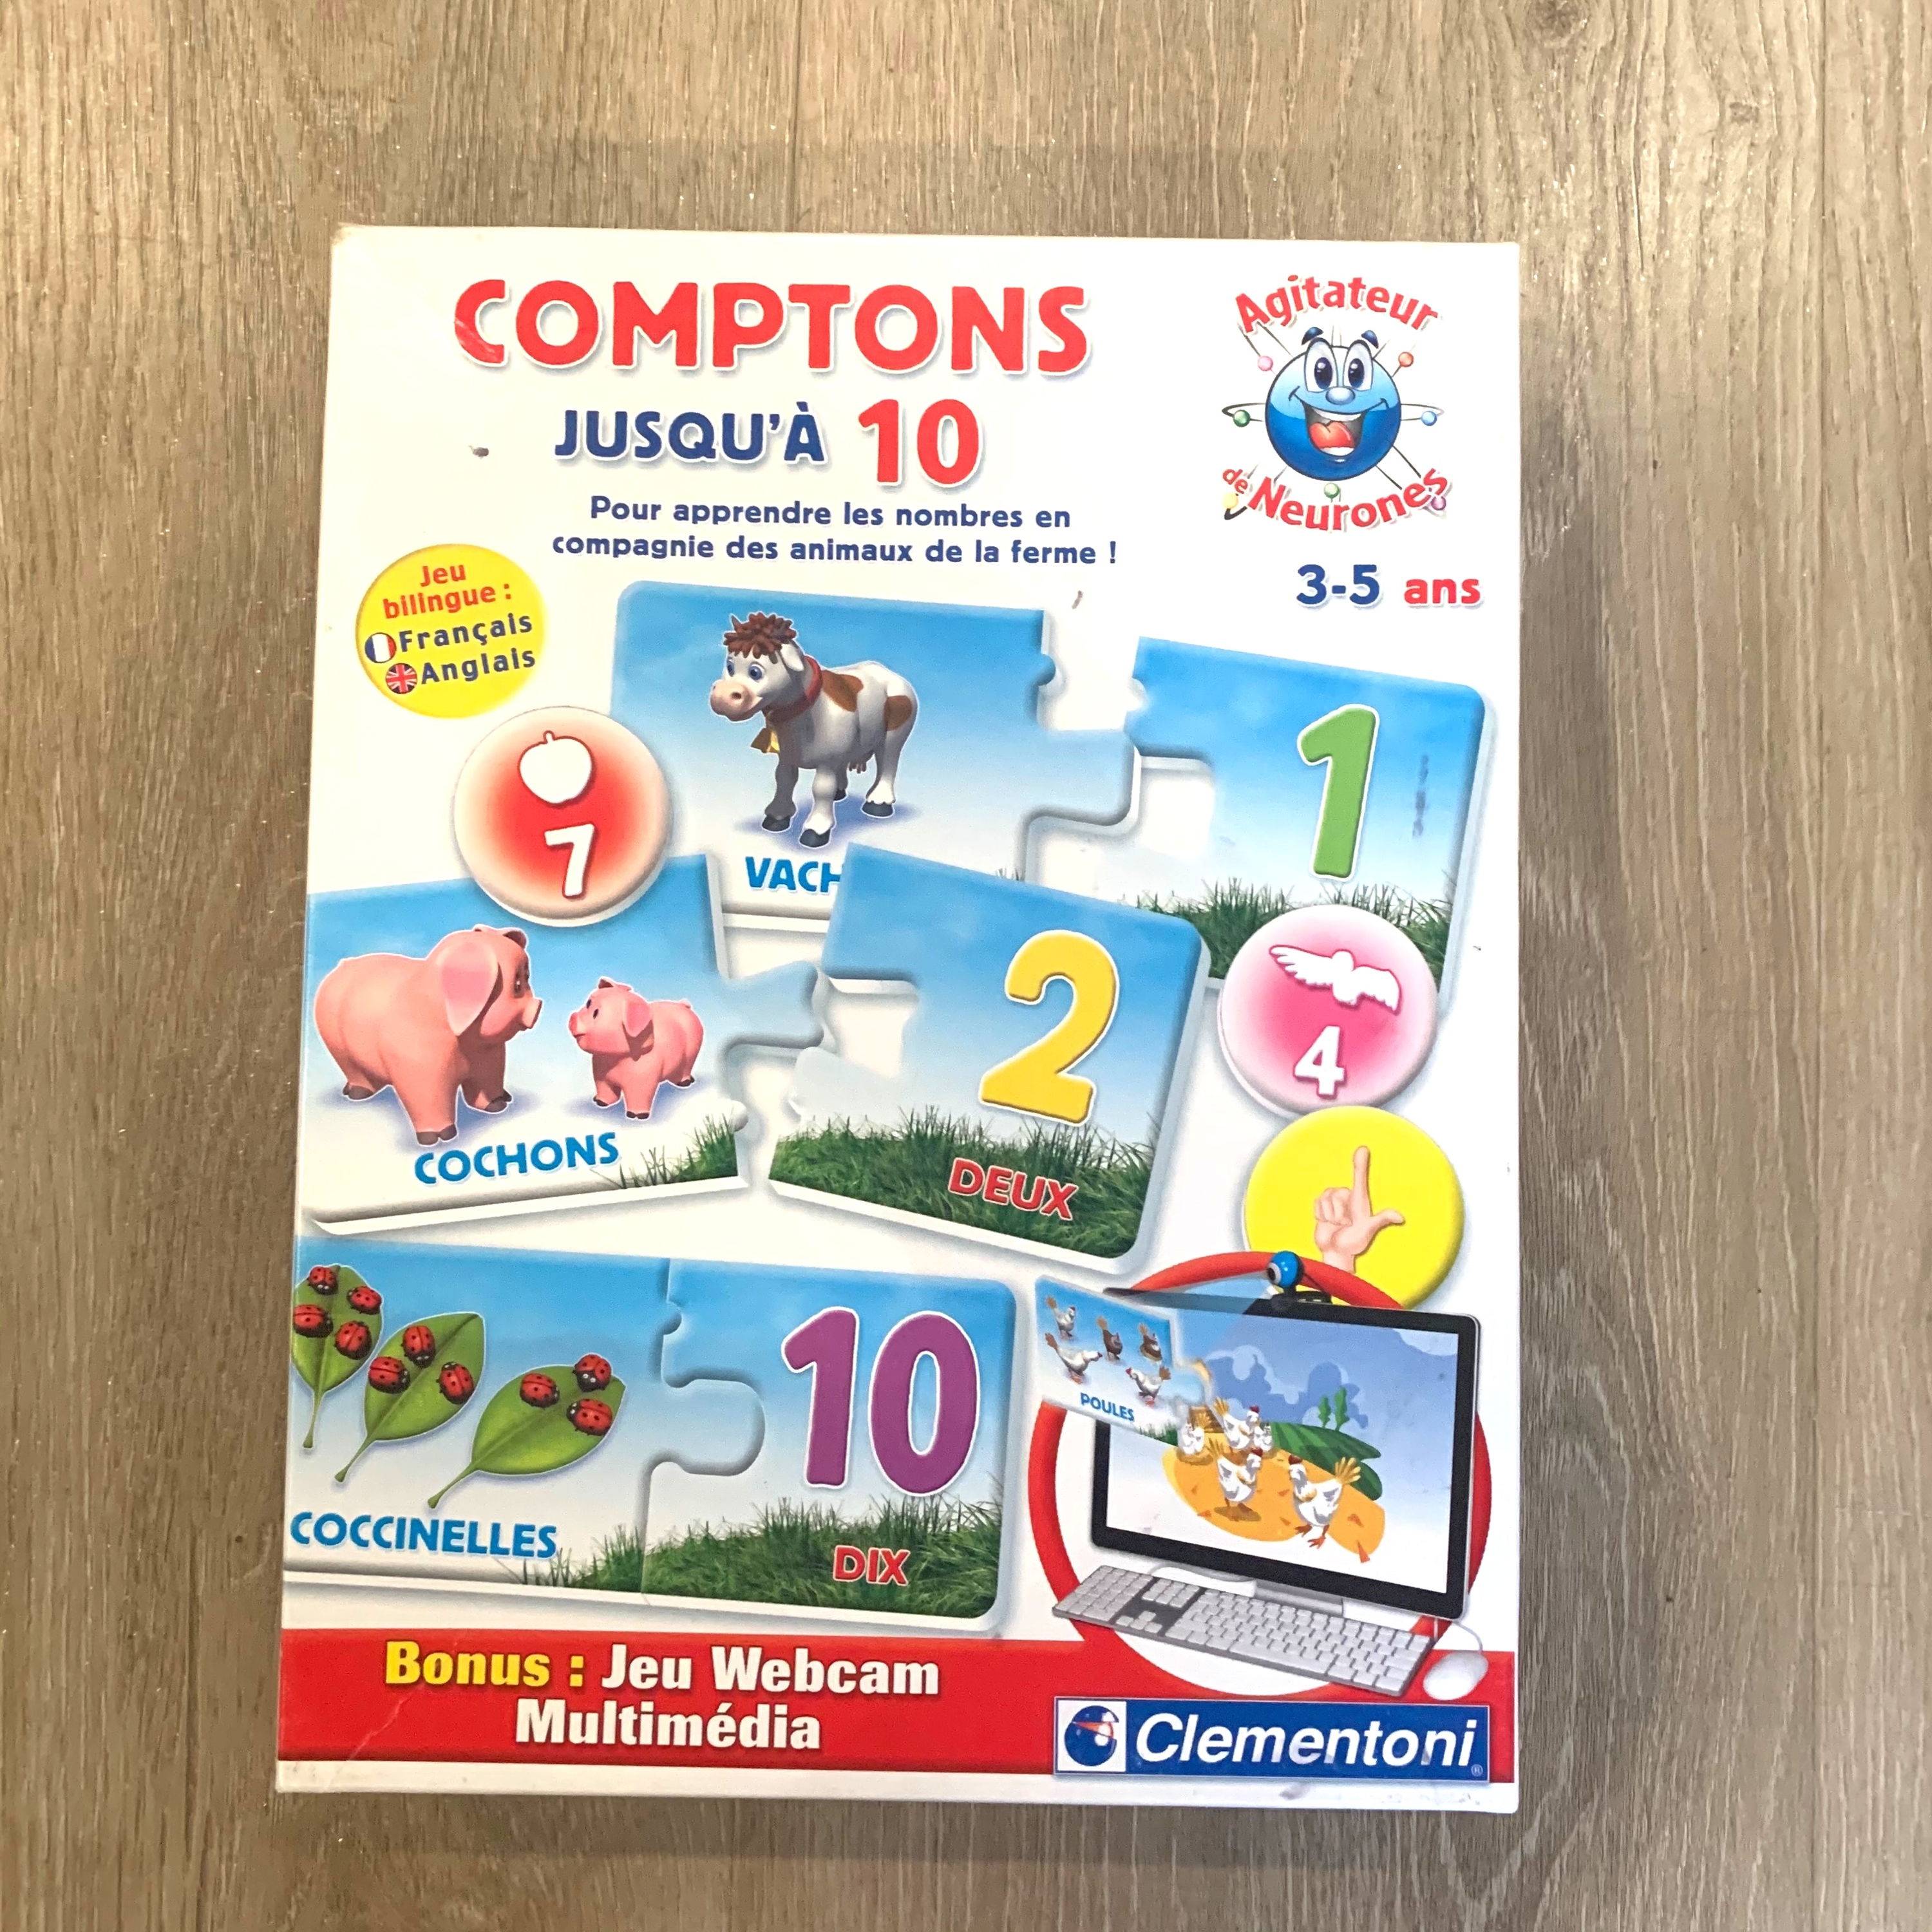 COMPTONS
JUSQU'À 10
Pour apprendre les nombres en
compagnie des animaux de la ferme !
Agitateur
de Neurones
3-5 ans
Jeu
bilingue :
Français
Anglais
7
VACH
1
COCHONS
2
DEUX
4
COCCINELLES
10
DIX
POULES
Bonus : Jeu Webcam
Multimédia
Clementoni®